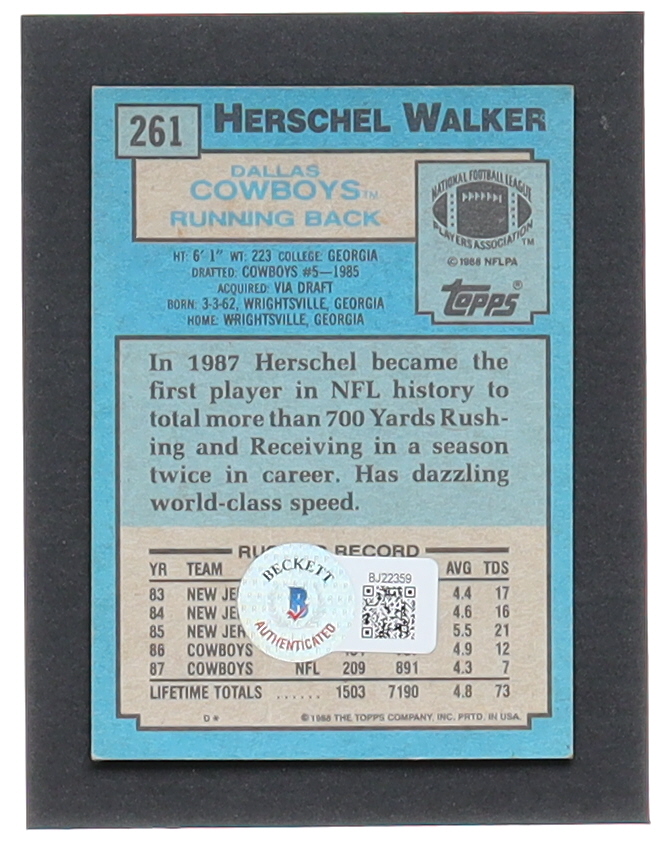 261 HERSCHEL WALKER
DALLAS
COWBOYS™
RUNNING BACK
NATIONAL FOOTBALL LEAGUE
PLAYERS ASSOCIATION™
© 1988 NFLPA
topps®
HT: 6' 1" WT: 223 COLLEGE: GEORGIA
DRAFTED: COWBOYS #5—1985
ACQUIRED: VIA DRAFT
BORN: 3-3-62, WRIGHTSVILLE, GEORGIA
HOME: WRIGHTSVILLE, GEORGIA
In 1987 Herschel became the
first player in NFL history to
total more than 700 Yards Rush-
ing and Receiving in a season
twice in career. Has dazzling
world-class speed.
RECORD
YR TEAM AVG TDS
83 NEW 4.4 17
84 NEW 4.6 16
85 NEW 5.5 21
86 COWBOYS 4.9 12
87 COWBOYS NFL 209 891 4.3 7
LIFETIME TOTALS ...... 1503 7190 4.8 73
D*
© 1988 THE TOPPS COMPANY, INC. PRTD. IN USA.
BECKETT
B
AUTHENTICATED
BJ22359